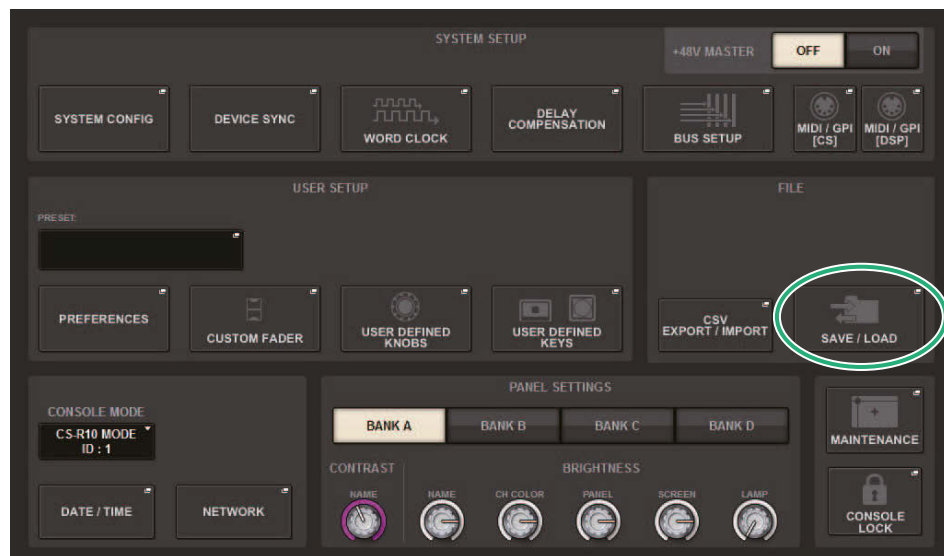 SYSTEM SETUP
+48V MASTER
OFF
ON
SYSTEM CONFIG
DEVICE SYNC
WORD CLOCK
DELAY
COMPENSATION
BUS SETUP
MIDI / GPI
[CS]
MIDI / GPI
[DSP]
USER SETUP
PRESET:
PREFERENCES
CUSTOM FADER
USER DEFINED
KNOBS
USER DEFINED
KEYS
FILE
CSV
EXPORT / IMPORT
SAVE / LOAD
CONSOLE MODE
CS-R10 MODE
ID : 1
DATE / TIME
NETWORK
PANEL SETTINGS
BANK A
BANK B
BANK C
BANK D
CONTRAST
BRIGHTNESS
NAME
NAME
CH COLOR
PANEL
SCREEN
LAMP
MAINTENANCE
CONSOLE
LOCK